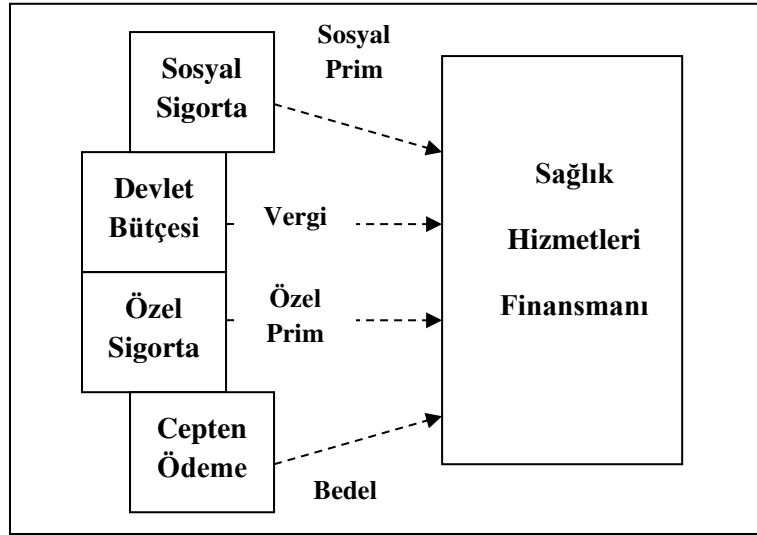 Sosyal
Sigorta
Sosyal
Prim
Devlet
Bütçesi
Vergi
Özel
Sigorta
Özel
Prim
Cepten
Ödeme
Bedel
Sağlık
Hizmetleri
Finansmanı